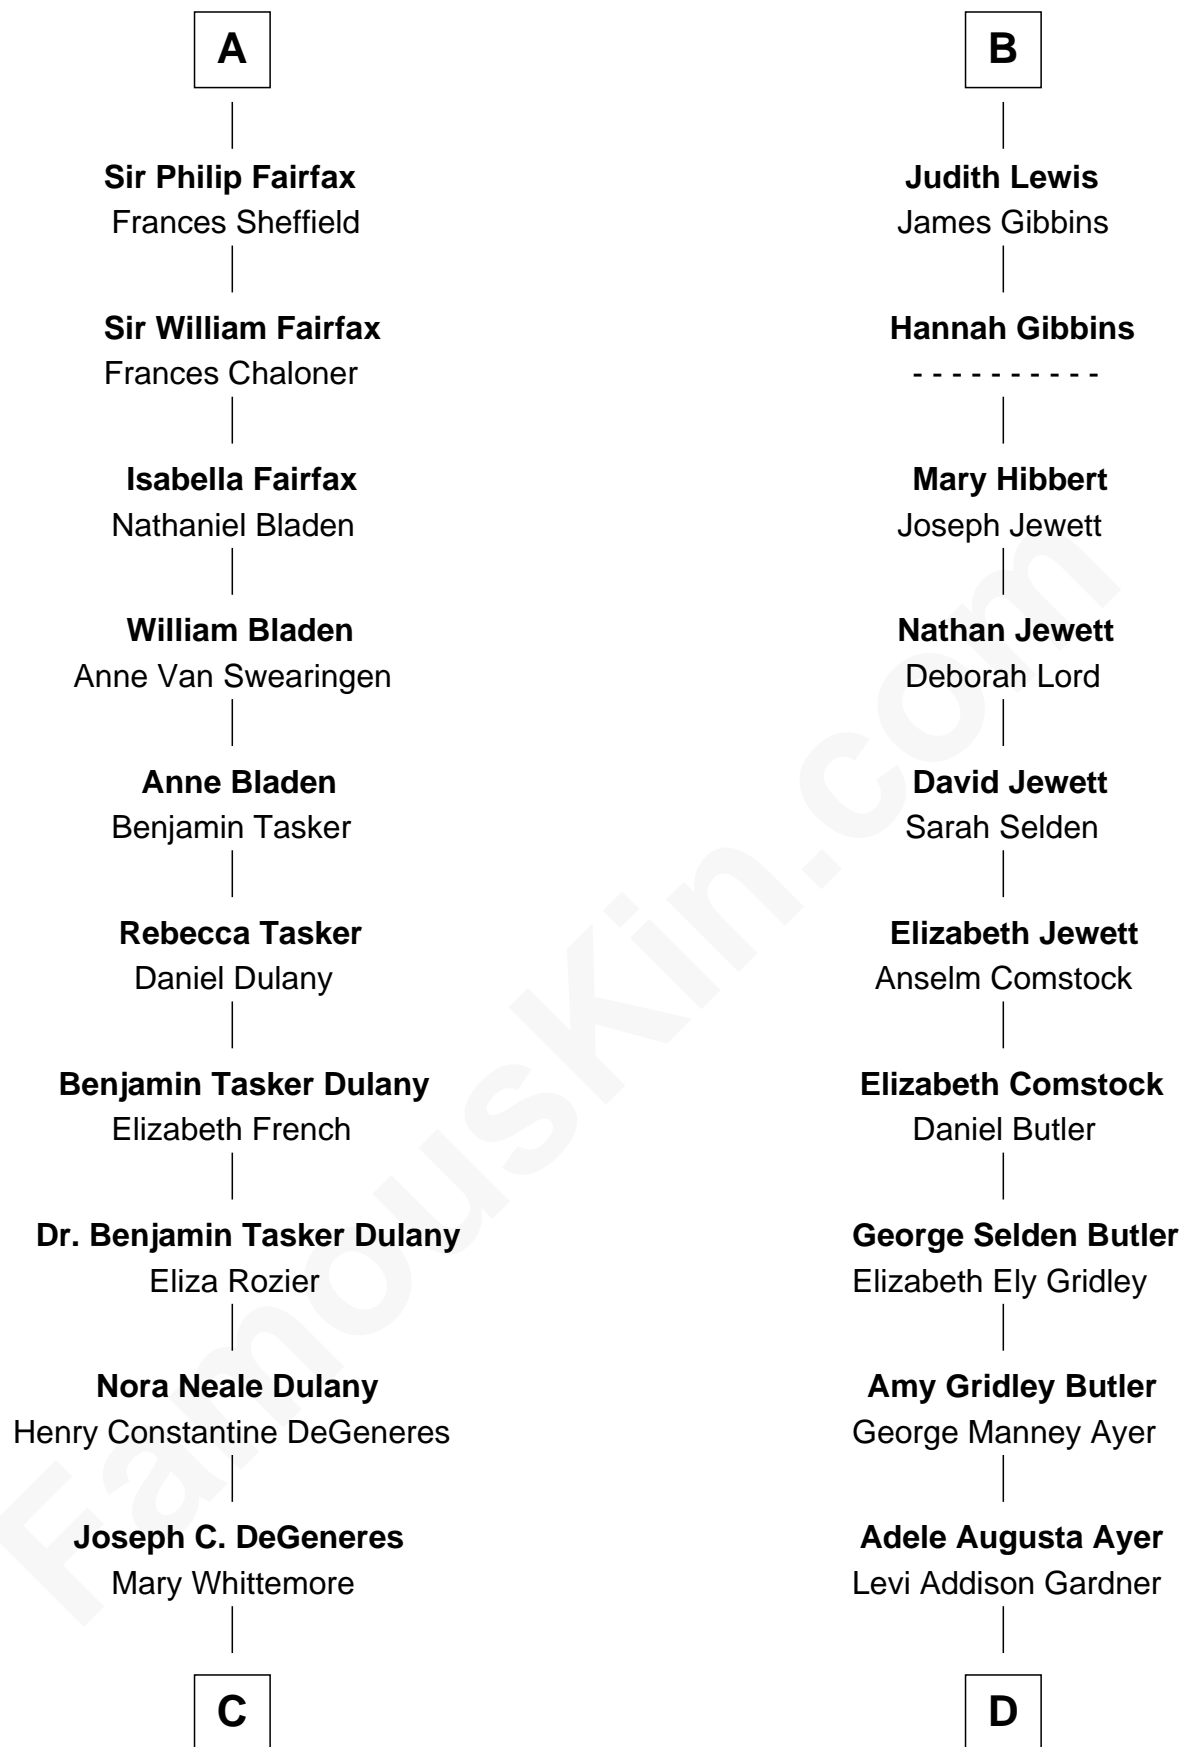 A
Sir Philip Fairfax
Frances Sheffield
Sir William Fairfax
Frances Chaloner
Isabella Fairfax
Nathaniel Bladen
William Bladen
Anne Van Swearingen
Anne Bladen
Benjamin Tasker
Rebecca Tasker
Daniel Dulany
Benjamin Tasker Dulany
Elizabeth French
Dr. Benjamin Tasker Dulany
Eliza Rozier
Nora Neale Dulany
Henry Constantine DeGeneres
Joseph C. DeGeneres
Mary Whittemore
C
B
Judith Lewis
James Gibbins
Hannah Gibbins
- - - - - - - - - -
Mary Hibbert
Joseph Jewett
Nathan Jewett
Deborah Lord
David Jewett
Sarah Selden
Elizabeth Jewett
Anselm Comstock
Elizabeth Comstock
Daniel Butler
George Selden Butler
Elizabeth Ely Gridley
Amy Gridley Butler
George Manney Ayer
Adele Augusta Ayer
Levi Addison Gardner
D
FamousKin.com